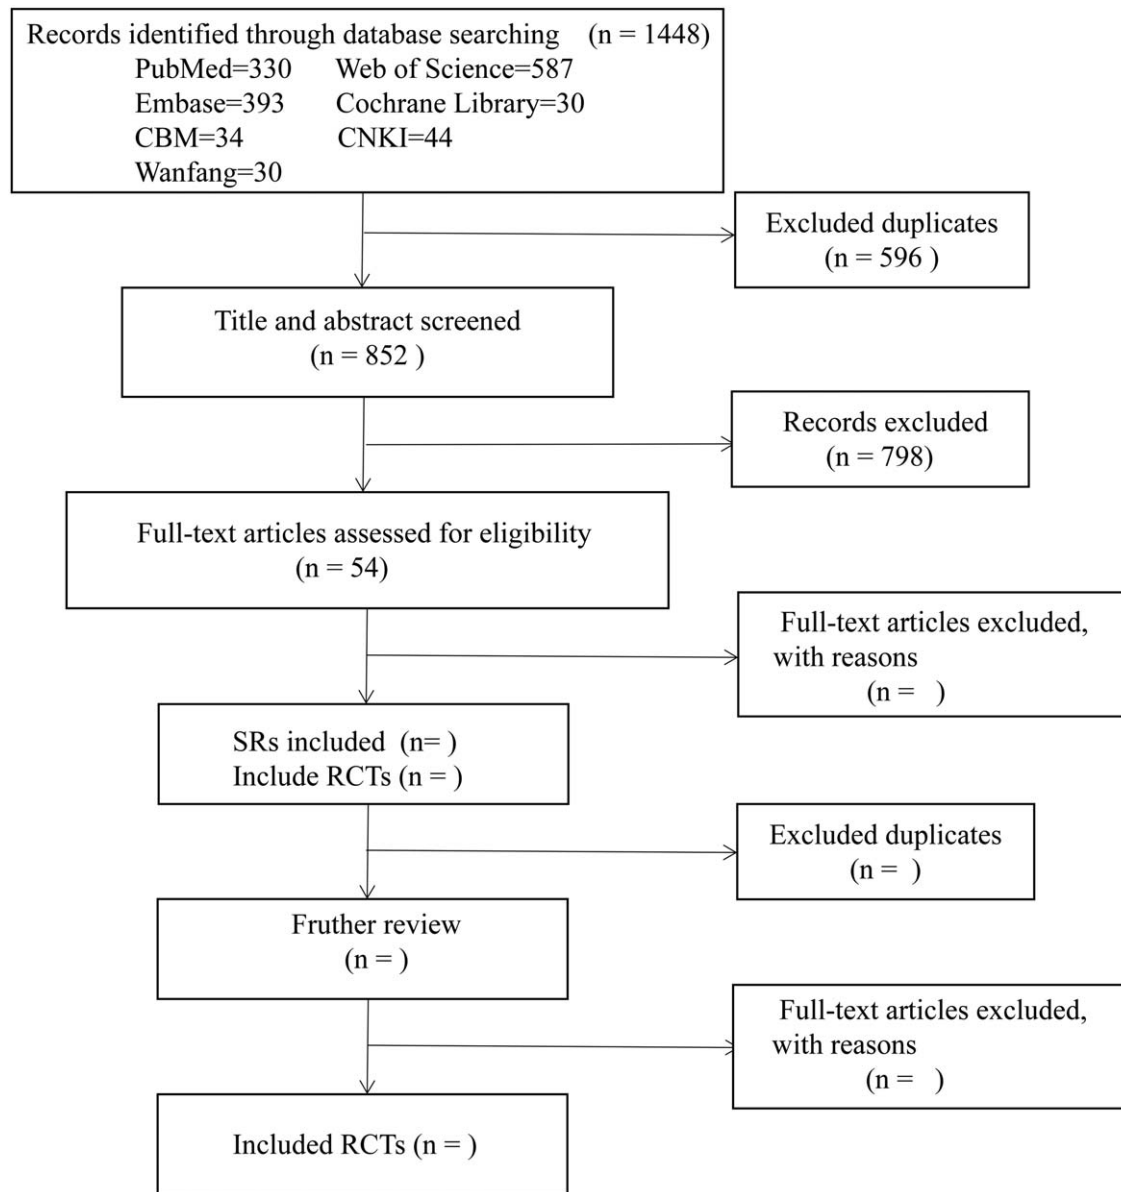 Records identified through database searching (n = 1448)
PubMed=330 Web of Science=587
Embase=393 Cochrane Library=30
CBM=34 CNKI=44
Wanfang=30
Excluded duplicates
(n = 596 )
Title and abstract screened
(n = 852 )
Records excluded
(n = 798)
Full-text articles assessed for eligibility
(n = 54)
Full-text articles excluded,
with reasons
(n = )
SRs included (n= )
Include RCTs (n = )
Excluded duplicates
(n = )
Fruther review
(n = )
Full-text articles excluded,
with reasons
(n = )
Included RCTs (n = )